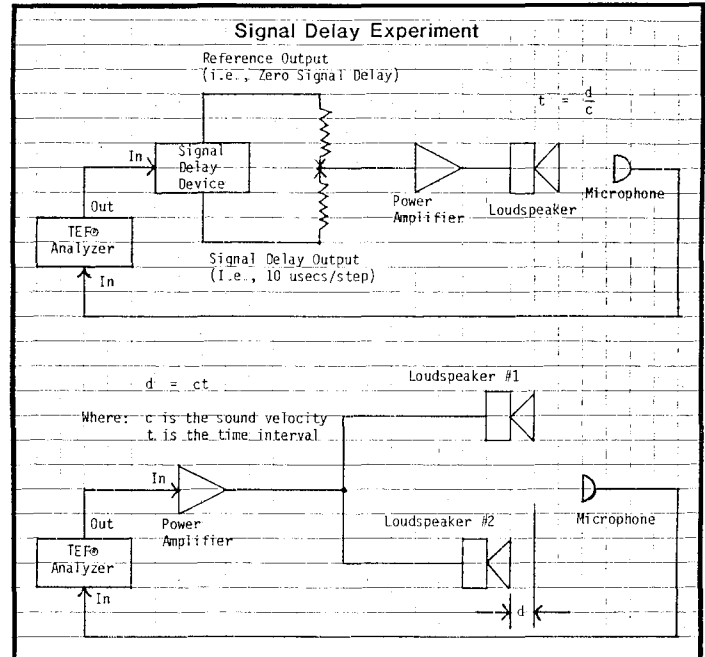 Signal Delay Experiment
Reference Output
(i.e., Zero Signal Delay)
t = d/c
In
Signal
Delay
Device
Power
Amplifier
Loudspeaker
Microphone
Out
TEF®
Analyzer
In
Signal Delay Output
(I.e., 10 usecs/step)
d = ct
Where: c is the sound velocity
t is the time interval
Loudspeaker #1
In
Out
Power
Amplifier
Loudspeaker #2
Microphone
TEF®
Analyzer
In
d